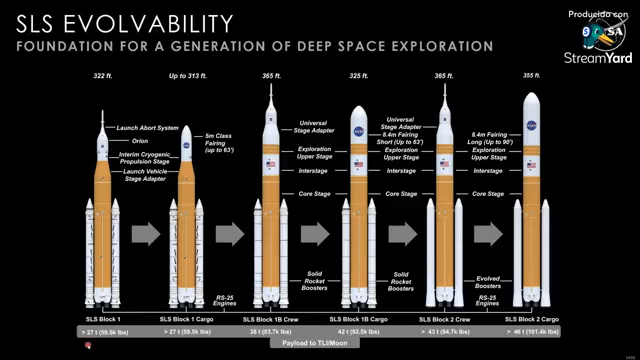 SLS EVOLVABILITY
FOUNDATION FOR A GENERATION OF DEEP SPACE EXPLORATION
Producido con
SA
StreamYard
322 ft.
Up to 313 ft.
365 ft.
325 ft.
365 ft.
355 ft.
Launch Abort System
Orion
Interim Cryogenic
Propulsion Stage
Launch Vehicle
Stage Adapter
5m Class
Fairing
(up to 63')
Universal
Stage Adapter
Exploration
Upper Stage
Interstage
Core Stage
Solid
Rocket
Boosters
8.4m Fairing
Short (Up to 63')
Exploration
Upper Stage
Interstage
Core Stage
Solid
Rocket
Boosters
Universal
Stage Adapter
Exploration
Upper Stage
Interstage
Core Stage
8.4m Fairing
Long (Up to 90')
Exploration
Upper Stage
Interstage
Core Stage
Evolved
Boosters
RS-25
Engines
RS-25
Engines
SLS Block 1
SLS Block 1 Cargo
SLS Block 1B Crew
SLS Block 1B Cargo
SLS Block 2 Crew
SLS Block 2 Cargo
> 27 t (59.5k lbs)
> 27 t (59.5k lbs)
38 t (83.7k lbs)
42 t (92.5k lbs)
> 43 t (94.7k lbs)
> 46 t (101.4k lbs)
Payload to TLI/Moon